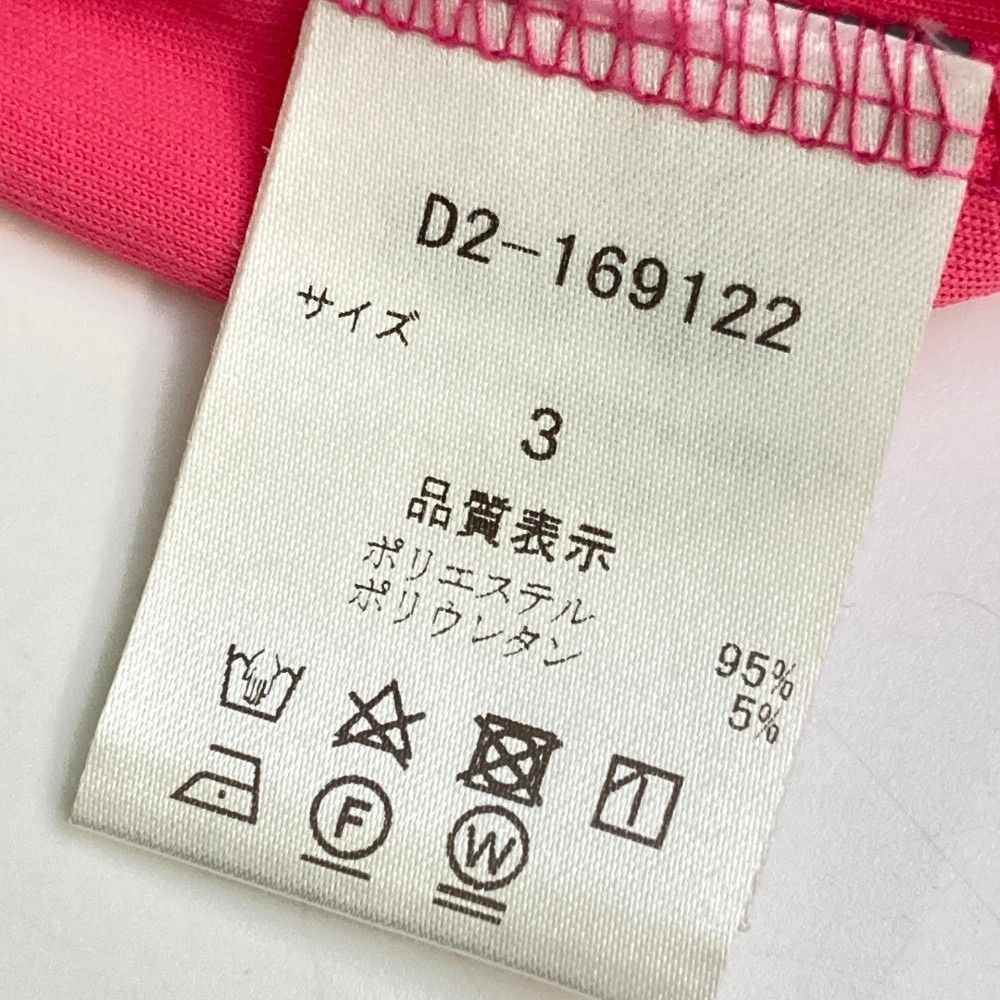 D2-169122
サイズ
3
品質表示
ポリエステル 95%
ポリウンタン 5%
F
W